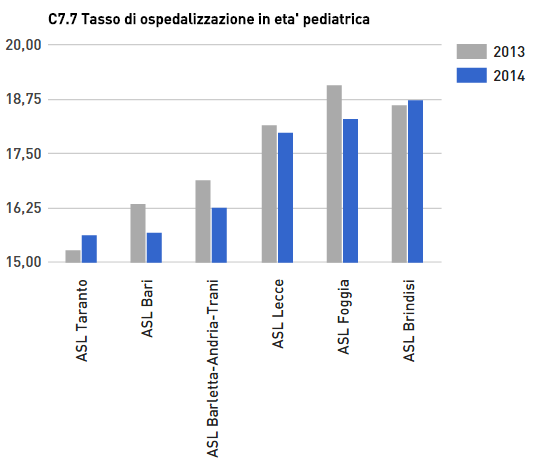 C7.7 Tasso di ospedalizzazione in eta' pediatrica
2013
2014
20,00
18,75
17,50
16,25
15,00
ASL Taranto
ASL Bari
ASL Barletta-Andria-Trani
ASL Lecce
ASL Foggia
ASL Brindisi